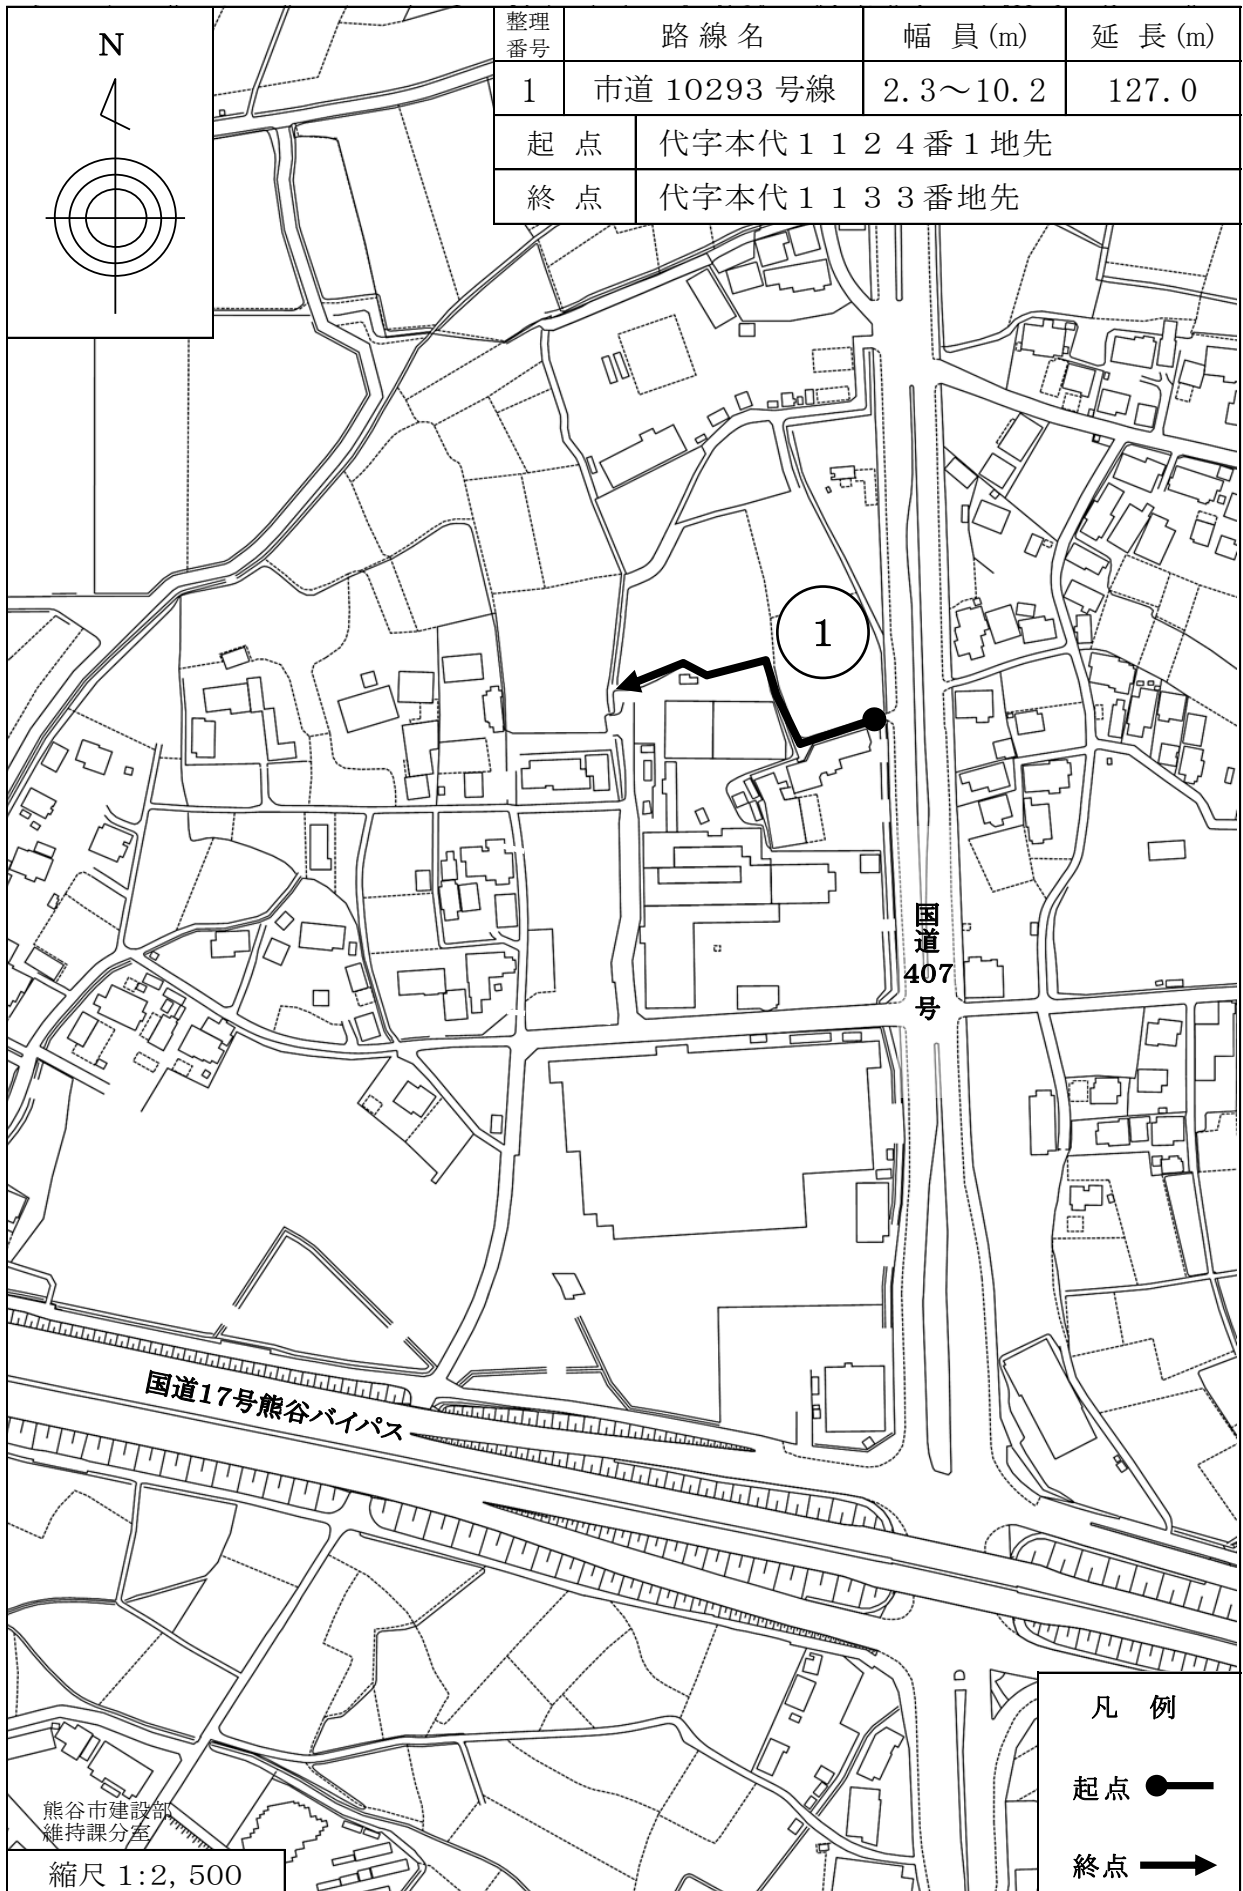 N
整理番号 路線名 幅員(m) 延長(m)
1 市道10293号線 2.3～10.2 127.0
起点 代字本代1124番1地先
終点 代字本代1133番地先
1
国道407号
国道17号熊谷バイパス
熊谷市建設部
維持課分室
縮尺 1:2,500
凡例
起点
終点